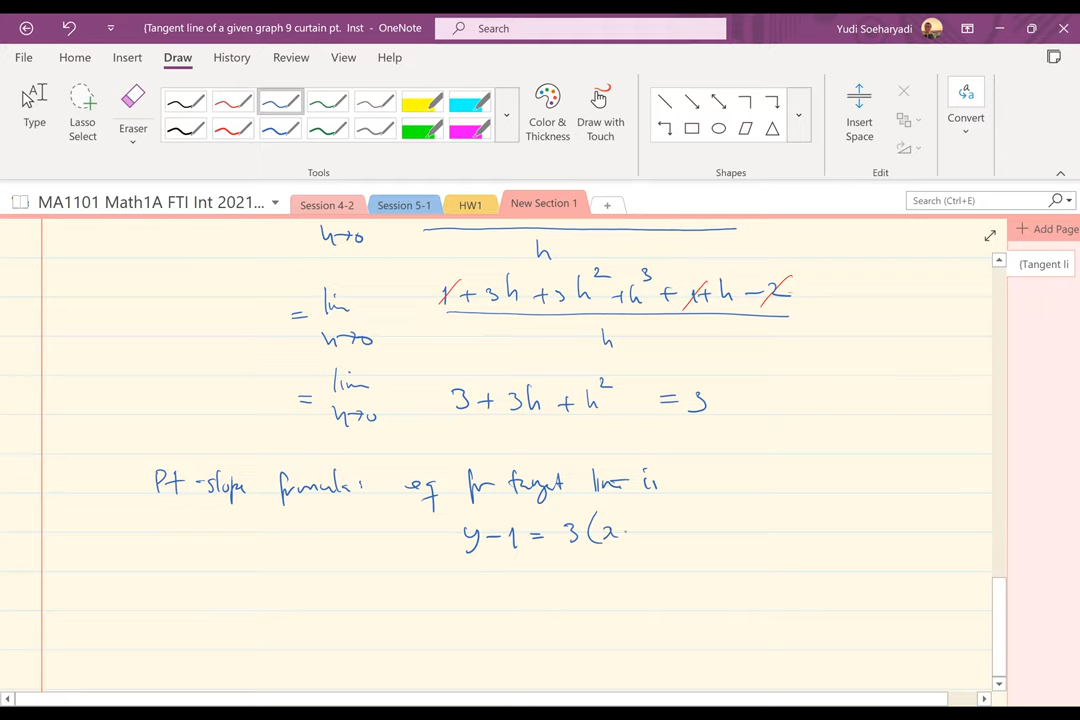 (Tangent line of a given graph 9 curtain pt. Inst - OneNote
Search
Yudi Soeharyadi
File Home Insert Draw History Review View Help
Type
Lasso Select
Eraser
Color & Thickness
Draw with Touch
Insert Space
Convert
Tools
Shapes
Edit
MA1101 Math1A FTI Int 2021...
Session 4-2
Session 5-1
HW1
New Section 1
Search (Ctrl+E)
Add Page
(Tangent li
h→0
h
= lim 1 + 3h + 3h² + h³ + 1 + h - 2
h→0 h
= lim 3 + 3h + h² = 3
h→0
Pt-slope formula: eq for target line is
y - 1 = 3 (x